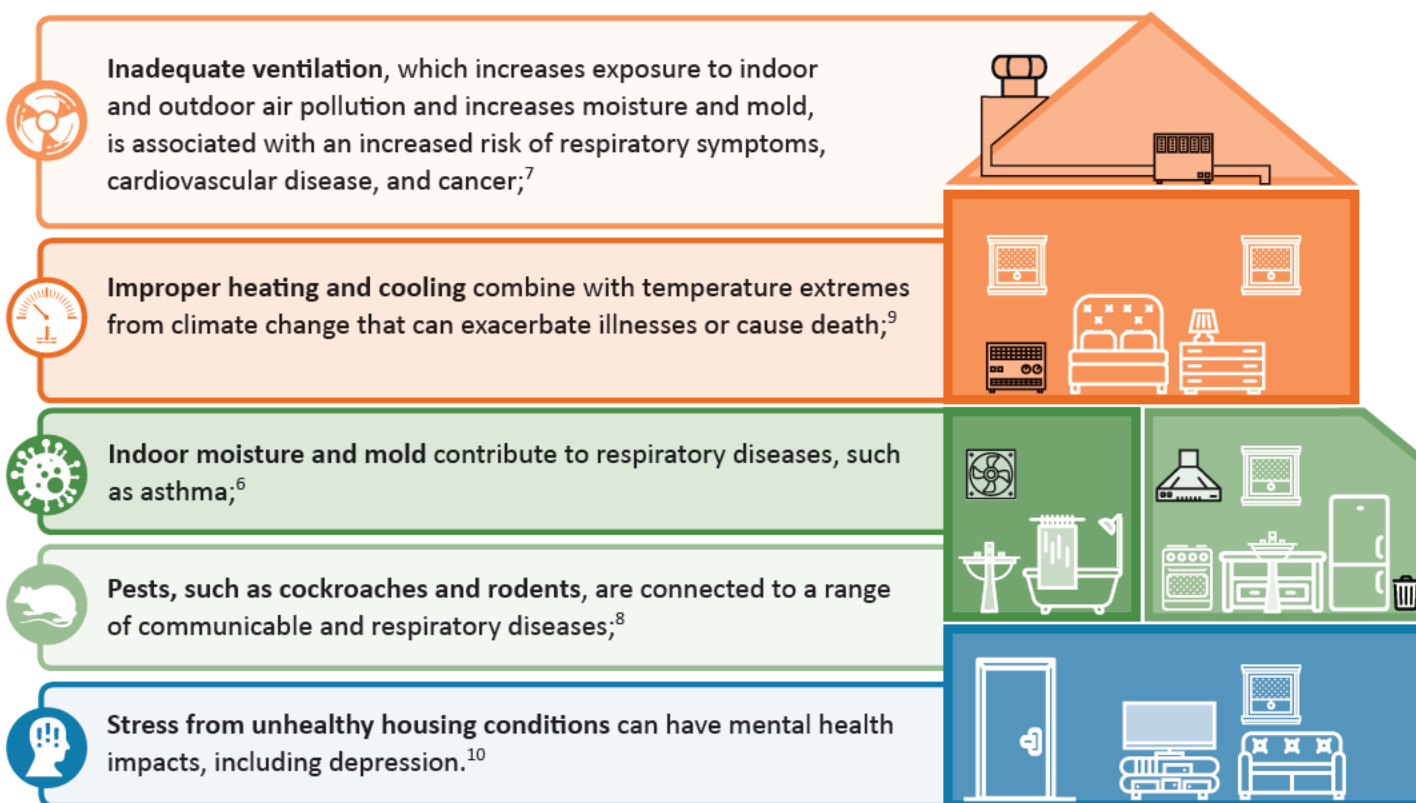 Inadequate ventilation, which increases exposure to indoor
and outdoor air pollution and increases moisture and mold,
is associated with an increased risk of respiratory symptoms,
cardiovascular disease, and cancer;⁷
Improper heating and cooling combine with temperature extremes
from climate change that can exacerbate illnesses or cause death;⁹
Indoor moisture and mold contribute to respiratory diseases, such
as asthma;⁶
Pests, such as cockroaches and rodents, are connected to a range
of communicable and respiratory diseases;⁸
Stress from unhealthy housing conditions can have mental health
impacts, including depression.¹⁰